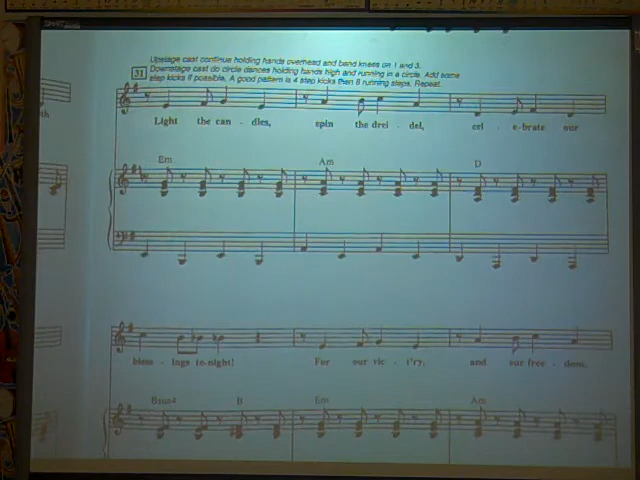 Upstage cast continue holding hands overhead and bend knees on 1 and 3.
Downstage cast do circle dances holding hands high and running in a circle. Add some
step kicks if possible. A good pattern is 4 step kicks then 8 running steps. Repeat.
31
th
Light the can - dles, spin the drei - del, cel - e-brate our
Em Am D
bless - ings to-night! For our vic - t'ry, and our free - dom,
Bsus4 B Em Am